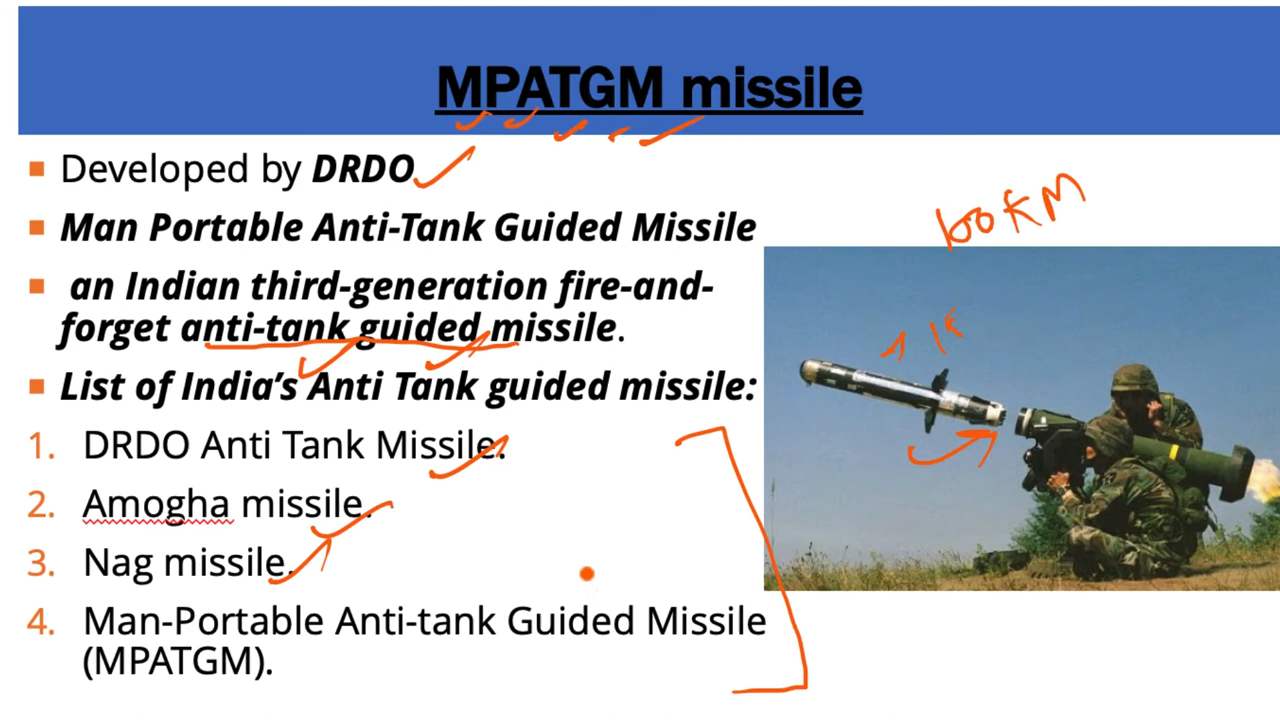 MPATGM missile
Developed by DRDO
Man Portable Anti-Tank Guided Missile
an Indian third-generation fire-and-
forget anti-tank guided missile.
List of India's Anti Tank guided missile:
1. DRDO Anti Tank Missile.
2. Amogha missile.
3. Nag missile.
4. Man-Portable Anti-tank Guided Missile
(MPATGM).